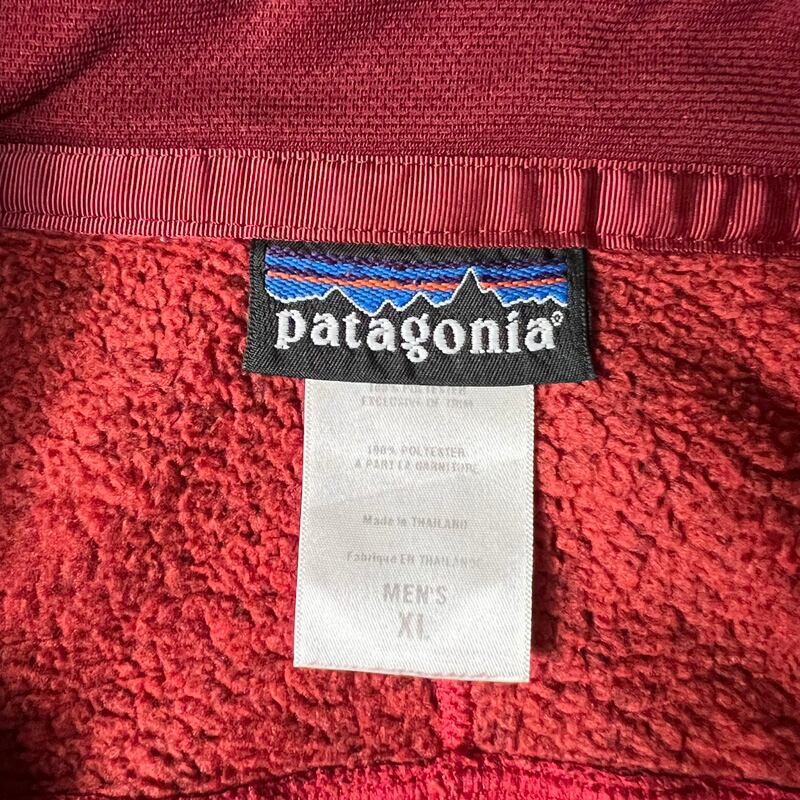 patagonia®
100% POLYESTER
EXCLUSIVE OF TRIM
100% POLYESTER
A PART LA GARNITURE
Made in THAILAND
Fabriqué EN THAILANDE
MEN'S
XL